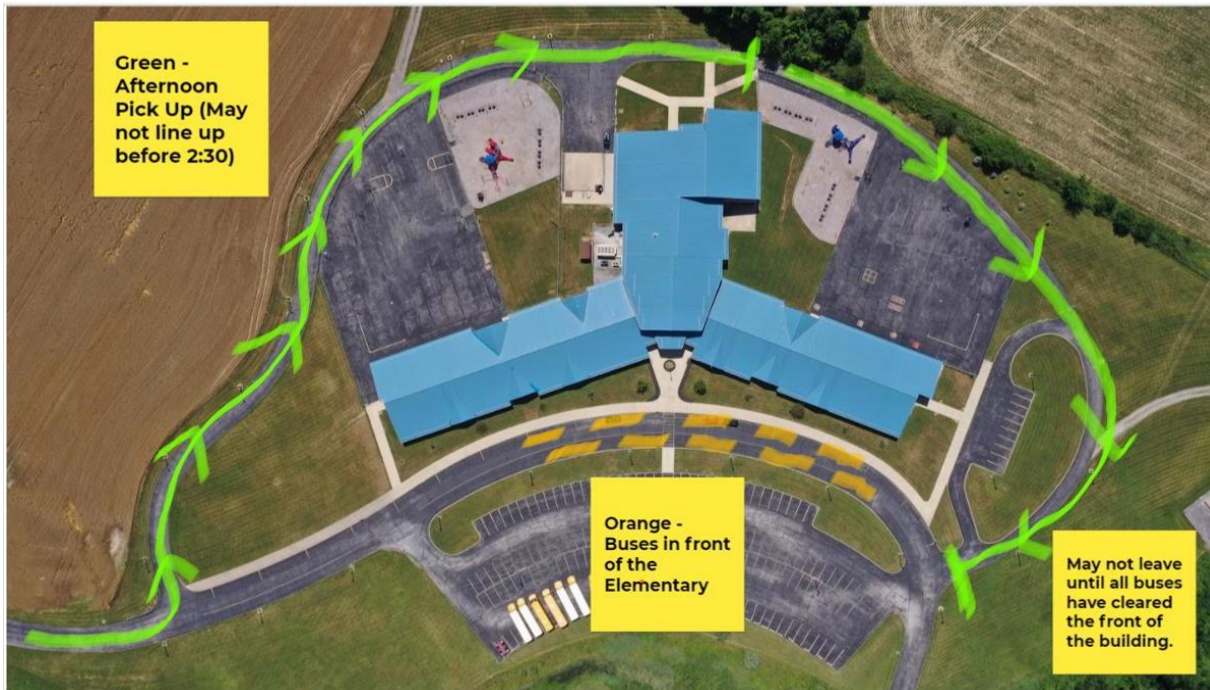 Green -
Afternoon
Pick Up (May
not line up
before 2:30)
Orange -
Buses in front
of the
Elementary
May not leave
until all buses
have cleared
the front of
the building.